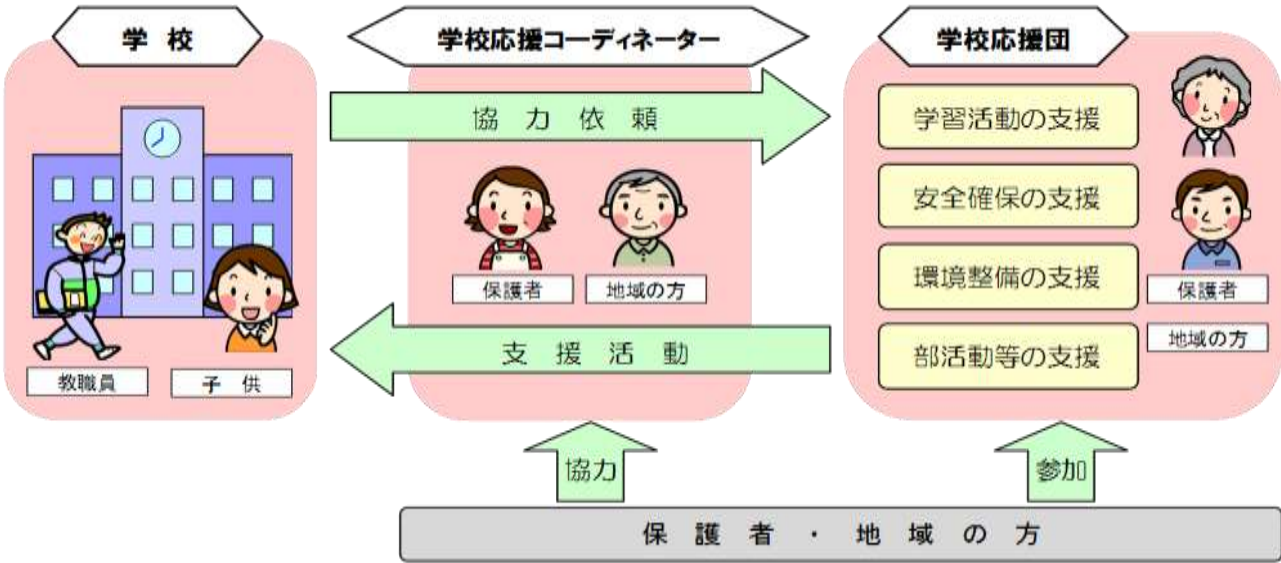 学校
学校応援コーディネーター
学校応援団
協力依頼
学習活動の支援
安全確保の支援
環境整備の支援
部活動等の支援
保護者
地域の方
保護者
地域の方
支援活動
教職員
子供
協力
参加
保護者・地域の方